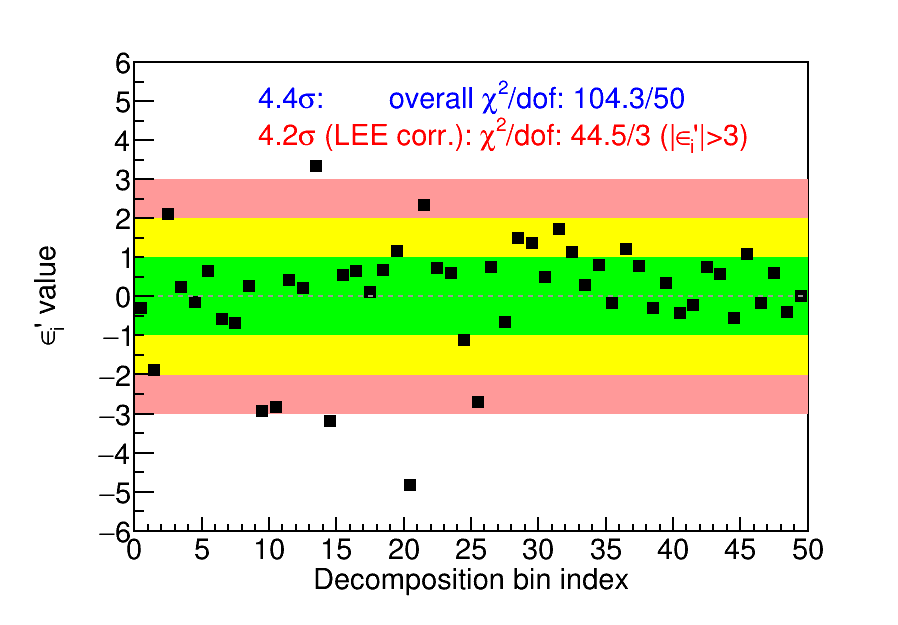 4.4σ: overall χ²/dof: 104.3/50
4.2σ (LEE corr.): χ²/dof: 44.5/3 (|ϵᵢ'|>3)
6
5
4
3
2
1
0
−1
−2
−3
−4
−5
−6
ϵᵢ' value
0 5 10 15 20 25 30 35 40 45 50
Decomposition bin index